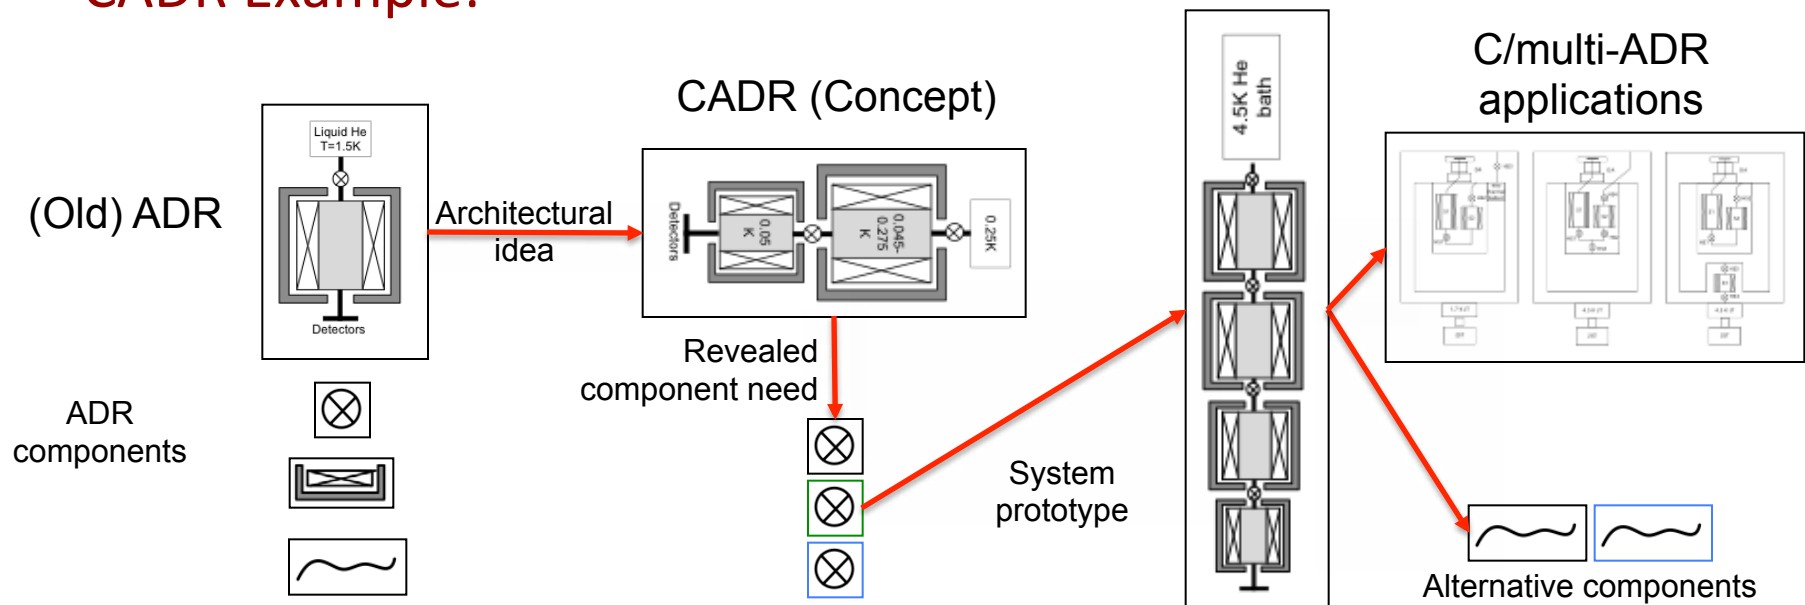 CADR Example:
C/multi-ADR
applications
CADR (Concept)
4.5K He
bath
Liquid He
T=1.5K
(Old) ADR
Architectural
idea
Detectors
0.05
K
0.045-
0.275
K
0.25K
Detectors
Revealed
component need
ADR
components
System
prototype
Alternative components